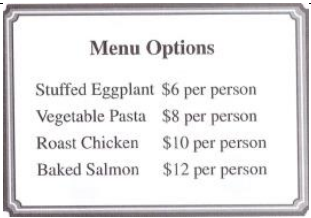 Menu Options
Stuffed Eggplant $6 per person
Vegetable Pasta $8 per person
Roast Chicken $10 per person
Baked Salmon $12 per person